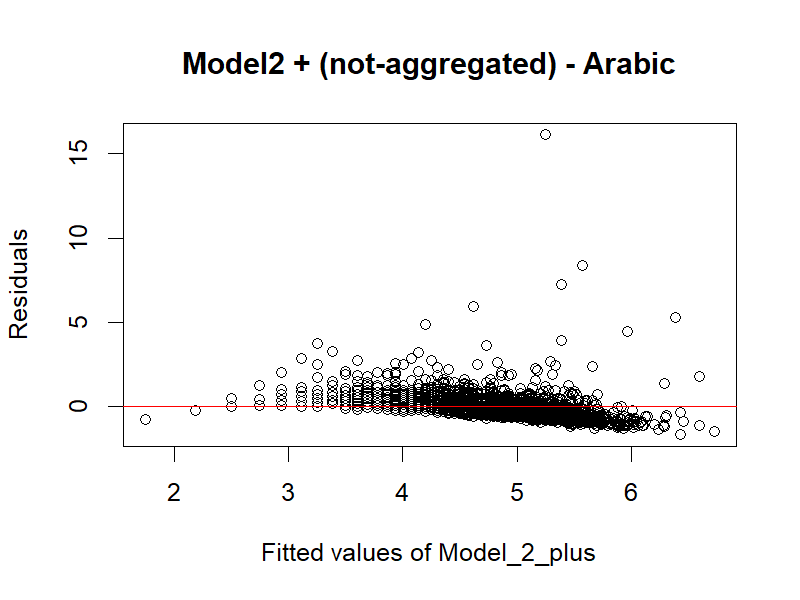 Model2 + (not-aggregated) - Arabic
15
10
5
0
Residuals
2 3 4 5 6
Fitted values of Model_2_plus